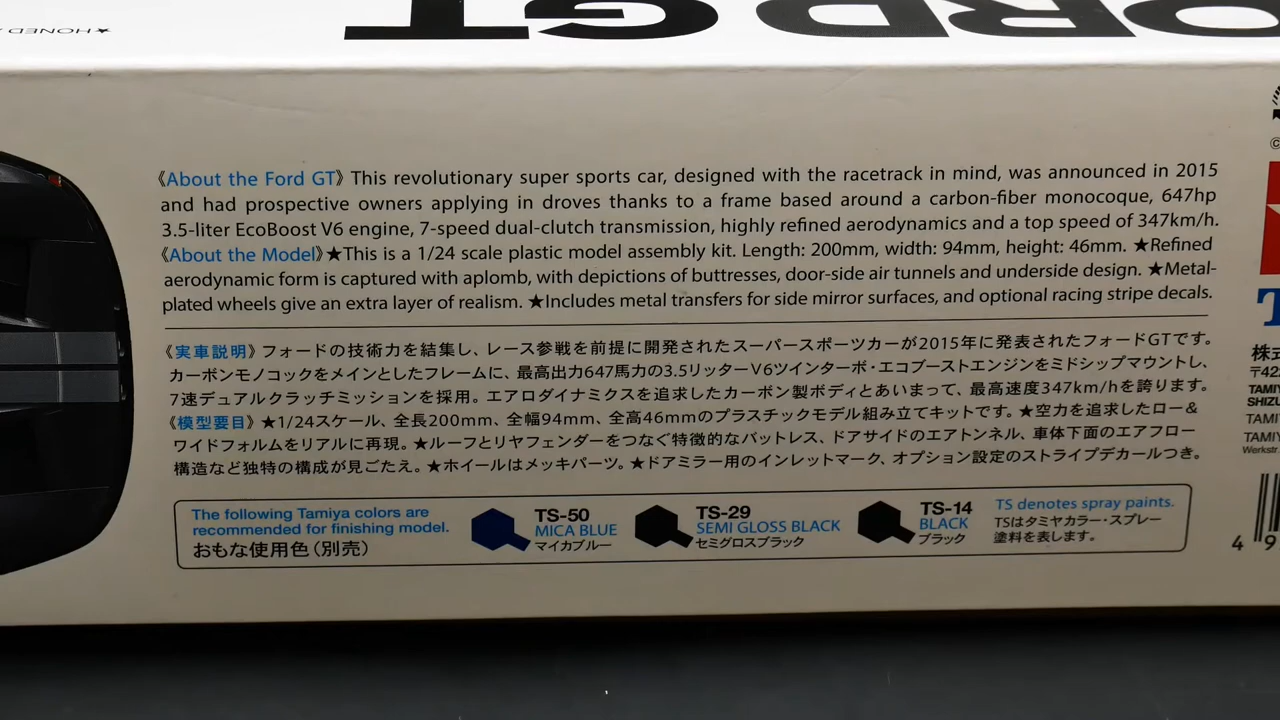 ORD GT
★HONED
《About the Ford GT》This revolutionary super sports car, designed with the racetrack in mind, was announced in 2015
and had prospective owners applying in droves thanks to a frame based around a carbon-fiber monocoque, 647hp
3.5-liter EcoBoost V6 engine, 7-speed dual-clutch transmission, highly refined aerodynamics and a top speed of 347km/h.
《About the Model》★This is a 1/24 scale plastic model assembly kit. Length: 200mm, width: 94mm, height: 46mm. ★Refined
aerodynamic form is captured with aplomb, with depictions of buttresses, door-side air tunnels and underside design. ★Metal-
plated wheels give an extra layer of realism. ★Includes metal transfers for side mirror surfaces, and optional racing stripe decals.
《実車説明》フォードの技術力を結集し、レース参戦を前提に開発されたスーパースポーツカーが2015年に発表されたフォードGTです。
カーボンモノコックをメインとしたフレームに、最高出力647馬力の3.5リッターV6ツインターボ・エコブーストエンジンをミドシップマウントし、
7速デュアルクラッチミッションを採用。エアロダイナミクスを追求したカーボン製ボディとあいまって、最高速度347km/hを誇ります。
《模型要目》★1/24スケール、全長200mm、全幅94mm、全高46mmのプラスチックモデル組み立てキットです。★空力を追求したロー&
ワイドフォルムをリアルに再現。★ルーフとリヤフェンダーをつなぐ特徴的なバットレス、ドアサイドのエアトンネル、車体下面のエアフロー
構造など独特の構成が見ごたえ。★ホイールはメッキパーツ。★ドアミラー用のインレットマーク、オプション設定のストライプデカールつき。
The following Tamiya colors are
recommended for finishing model.
おもな使用色(別売)
TS-50
MICA BLUE
マイカブルー
TS-29
SEMI GLOSS BLACK
セミグロスブラック
TS-14
BLACK
ブラック
TS denotes spray paints.
TSはタミヤカラー・スプレー
塗料を表します。
株式
〒422
TAMIY
SHIZU
TAMI
TAMIY
Werkstr
4 9